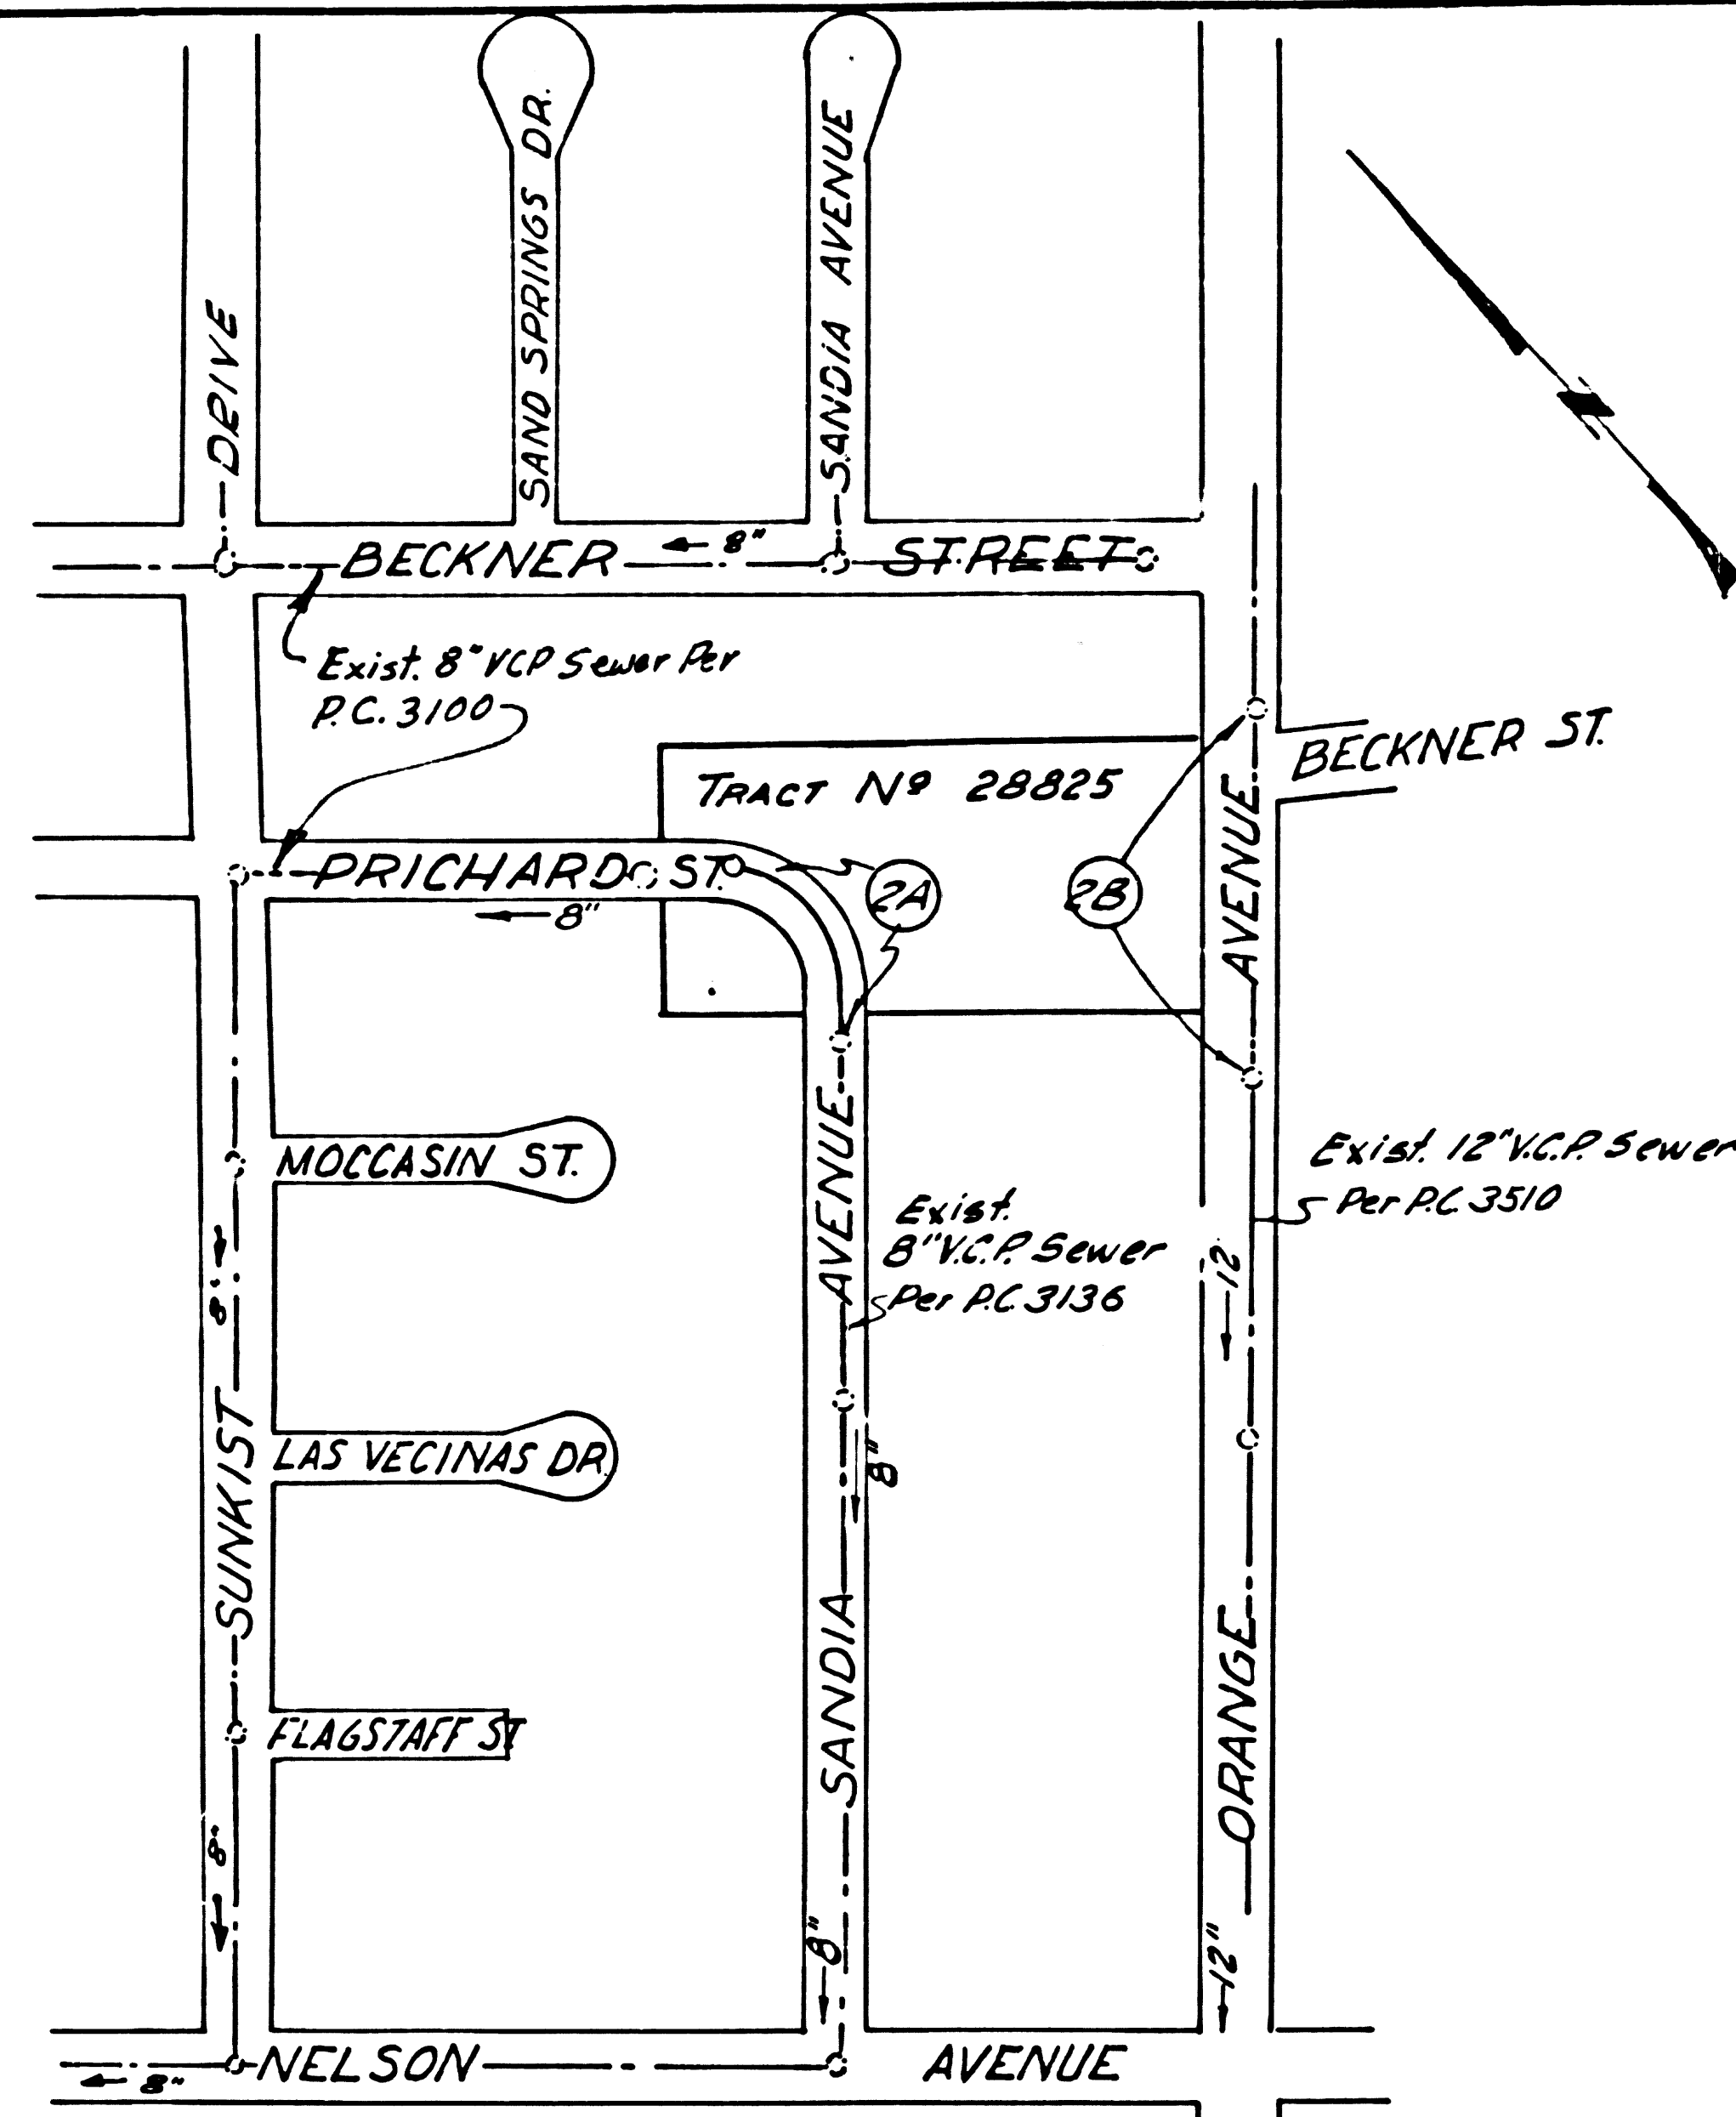 DRIVE
SAND SPRINGS DR.
SANDIA AVENUE
BECKNER
8"
STREET
Exist. 8" VCP Sewer Per
P.C. 3100
TRACT Nº 28825
BECKNER ST.
AVENUE
PRICHARD ST.
8"
2A
2B
MOCCASIN ST.
Exist. 12" V.C.P. Sewer
Per P.C. 3510
AVENUE
Exist.
8" V.C.P. Sewer
Per P.C. 3136
12
8"
SUNKIST
LAS VECINAS DR.
8"
SANDIA
ORANGE
FLAGSTAFF ST
8"
8"
12"
NELSON
AVENUE
8"